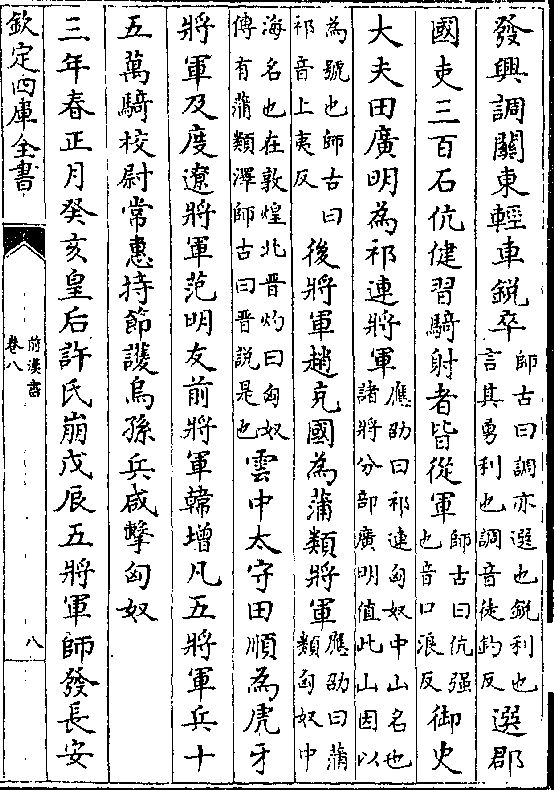 發興調關東輕車銳卒師古曰調亦選也銳利也言其勇利也調音徒釣反選郡
國吏三百石伉健習騎射者皆從軍師古曰伉强也音口浪反御史
大夫田廣明為祁連將軍應劭曰祁連匈奴中山名也諸將分部廣明值此山因以
為號也師古曰祁音上夷反後將軍趙充國為蒲類將軍應劭曰蒲類匈奴中
海名也在敦煌北晋灼曰匈奴傳有蒲類澤師古曰晋說是也雲中太守田順為虎牙
將軍及度遼將軍范明友前將軍韓增凡五將軍兵十
五萬騎校尉常惠持節護烏孫兵咸擊匈奴
三年春正月癸亥皇后許氏崩戊辰五將軍師發長安
欽定四庫全書
前漢書
卷八
八